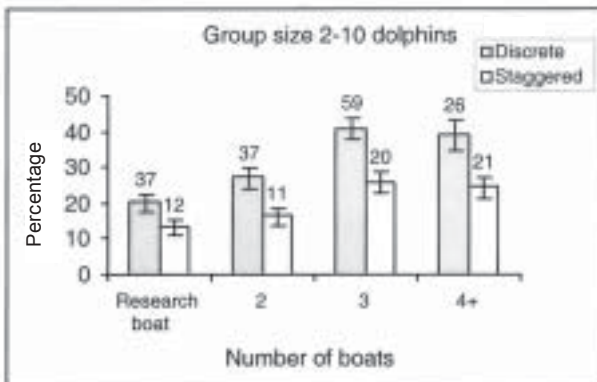 Group size 2-10 dolphins
Discrete
Staggered
Percentage
50
40
30
20
10
0
37
12
37
11
59
20
26
21
Research
boat
2
3
4+
Number of boats